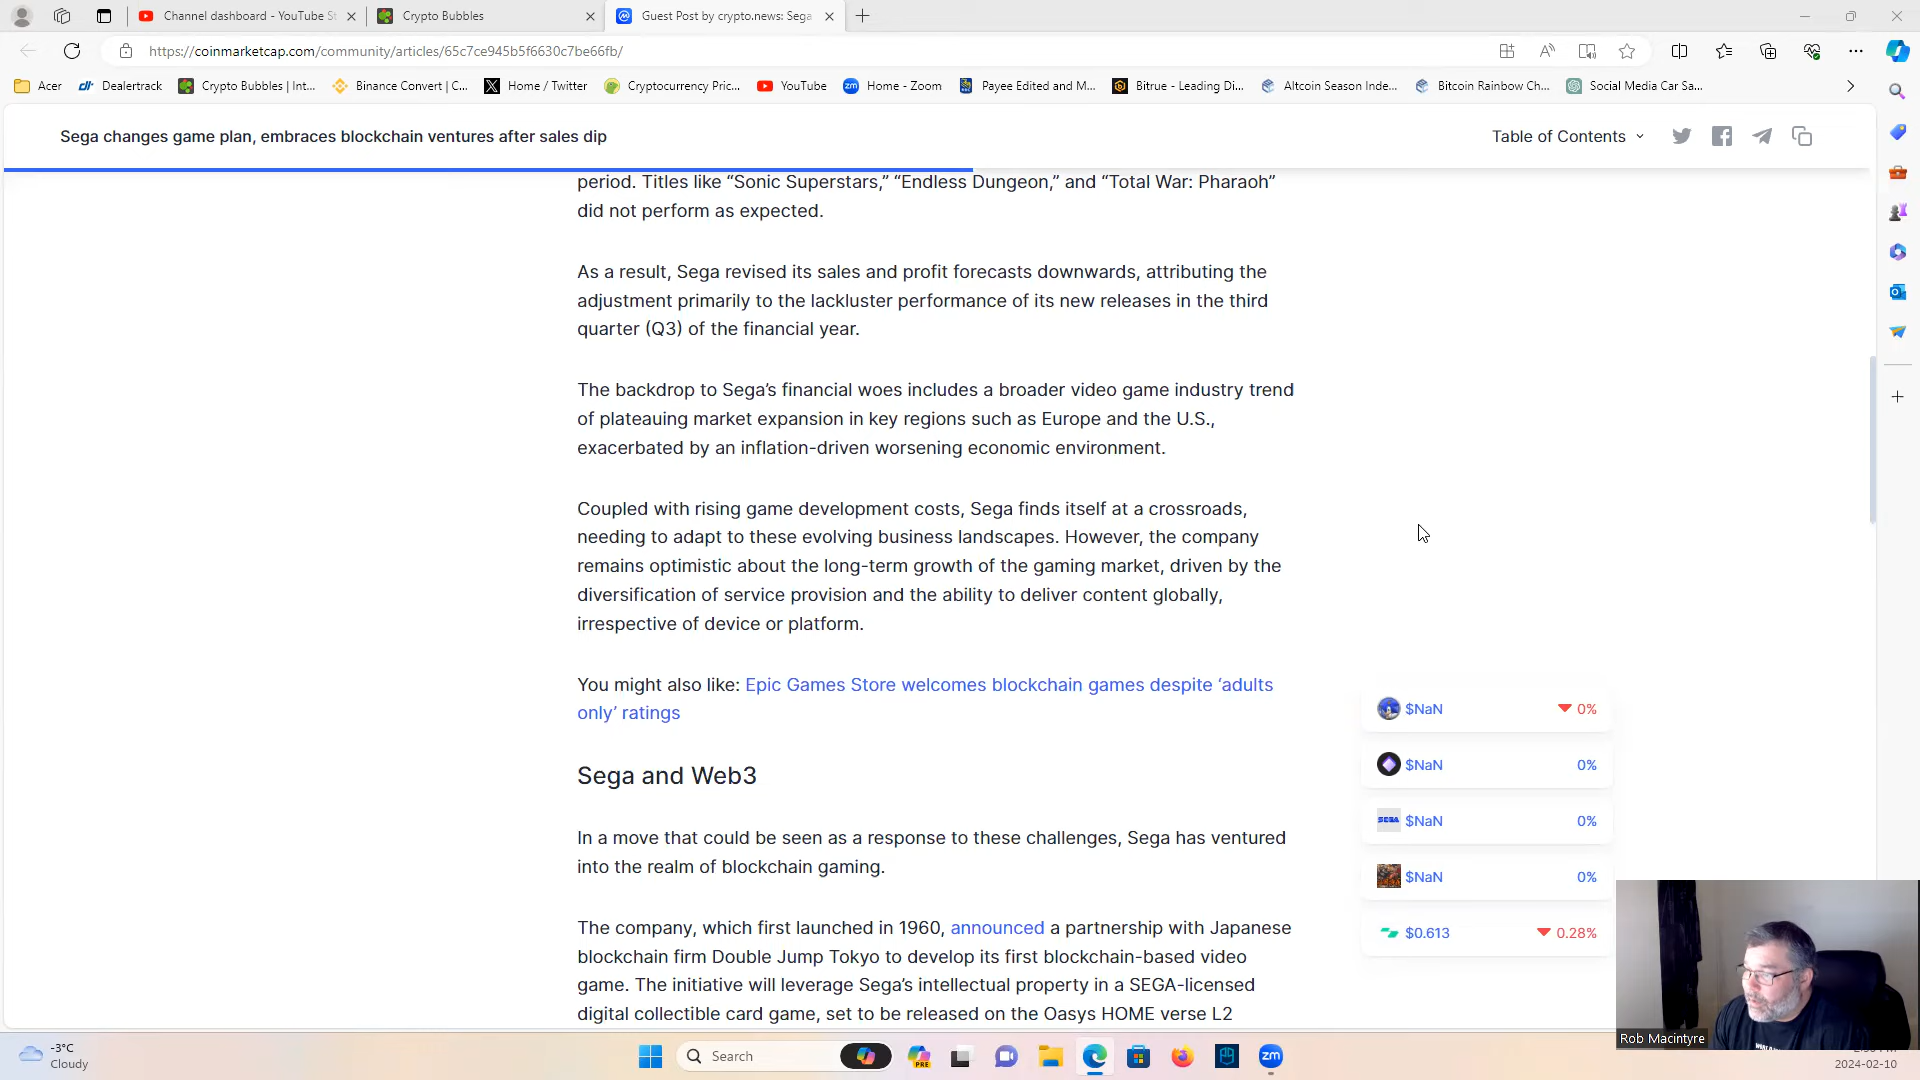 Channel dashboard - YouTube St
Crypto Bubbles
Guest Post by crypto.news: Sega
https://coinmarketcap.com/community/articles/65c7ce945b5f6630c7be66fb/
Acer
Dealertrack
Crypto Bubbles | Int...
Binance Convert | C...
Home / Twitter
Cryptocurrency Pric...
YouTube
Home - Zoom
Payee Edited and M...
Bitrue - Leading Di...
Altcoin Season Inde...
Bitcoin Rainbow Ch...
Social Media Car Sa...
Sega changes game plan, embraces blockchain ventures after sales dip
Table of Contents
period. Titles like “Sonic Superstars,” “Endless Dungeon,” and “Total War: Pharaoh”
did not perform as expected.
As a result, Sega revised its sales and profit forecasts downwards, attributing the
adjustment primarily to the lackluster performance of its new releases in the third
quarter (Q3) of the financial year.
The backdrop to Sega’s financial woes includes a broader video game industry trend
of plateauing market expansion in key regions such as Europe and the U.S.,
exacerbated by an inflation-driven worsening economic environment.
Coupled with rising game development costs, Sega finds itself at a crossroads,
needing to adapt to these evolving business landscapes. However, the company
remains optimistic about the long-term growth of the gaming market, driven by the
diversification of service provision and the ability to deliver content globally,
irrespective of device or platform.
You might also like: Epic Games Store welcomes blockchain games despite ‘adults
only’ ratings
Sega and Web3
In a move that could be seen as a response to these challenges, Sega has ventured
into the realm of blockchain gaming.
The company, which first launched in 1960, announced a partnership with Japanese
blockchain firm Double Jump Tokyo to develop its first blockchain-based video
game. The initiative will leverage Sega’s intellectual property in a SEGA-licensed
digital collectible card game, set to be released on the Oasys HOME verse L2
$NaN 0%
$NaN 0%
SEGA $NaN 0%
$NaN 0%
$0.613 0.28%
Rob Macintyre
-3°C
Cloudy
Search
PRE
zm
2024-02-10